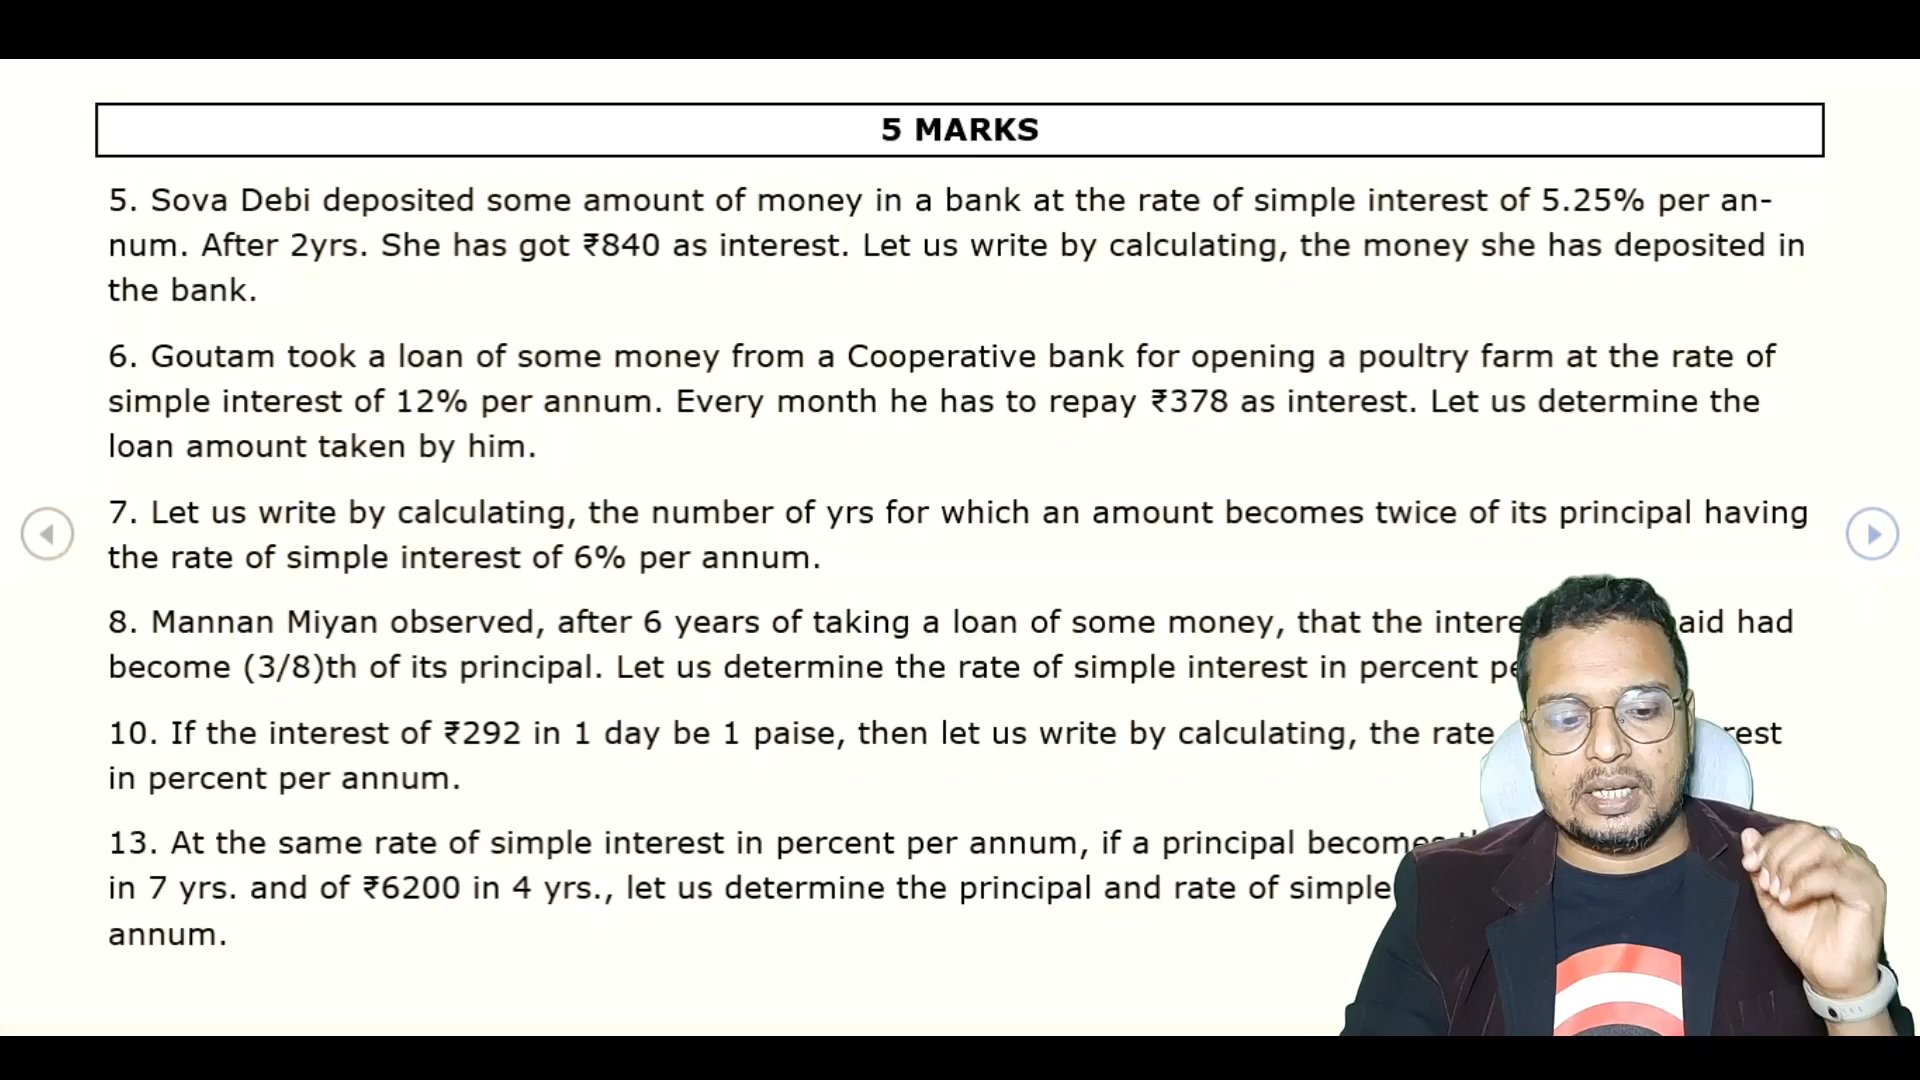 5 MARKS
5. Sova Debi deposited some amount of money in a bank at the rate of simple interest of 5.25% per an-
num. After 2yrs. She has got ₹840 as interest. Let us write by calculating, the money she has deposited in
the bank.
6. Goutam took a loan of some money from a Cooperative bank for opening a poultry farm at the rate of
simple interest of 12% per annum. Every month he has to repay ₹378 as interest. Let us determine the
loan amount taken by him.
7. Let us write by calculating, the number of yrs for which an amount becomes twice of its principal having
the rate of simple interest of 6% per annum.
8. Mannan Miyan observed, after 6 years of taking a loan of some money, that the had
become (3/8)th of its principal. Let us determine the rate of simple interest in percent
10. If the interest of ₹292 in 1 day be 1 paise, then let us write by calculating, the rate
in percent per annum.
13. At the same rate of simple interest in percent per annum, if a principal
in 7 yrs. and of ₹6200 in 4 yrs., let us determine the principal and rate of simple
annum.